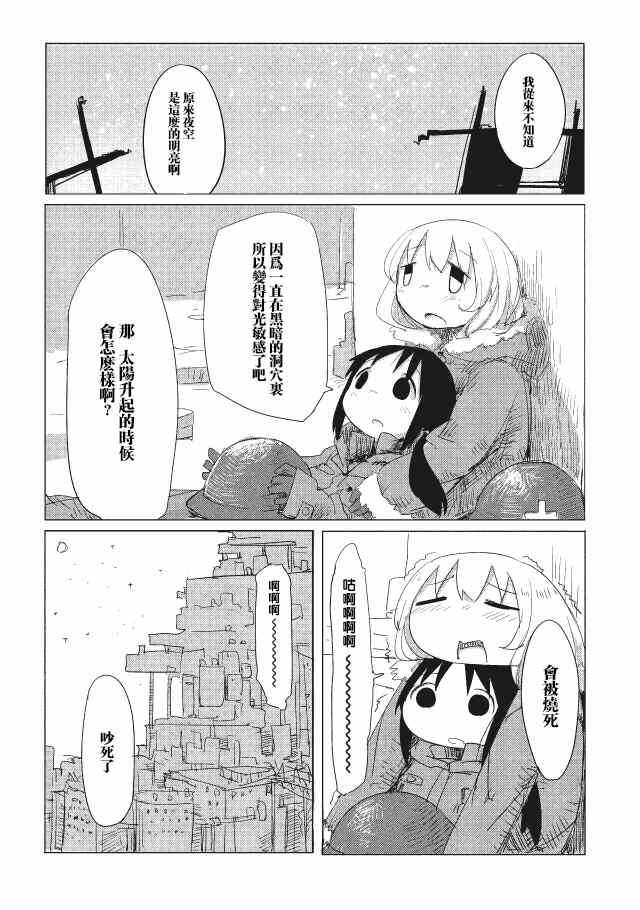 我從來不知道
原來夜空
是這麼的明亮啊
因爲一直在黑暗的洞穴裏
所以變得對光敏感了吧
那 太陽升起的時候
會怎麼樣啊?
會被燒死
咕啊啊啊啊~~~~~~
啊啊啊~~~~~~
吵死了